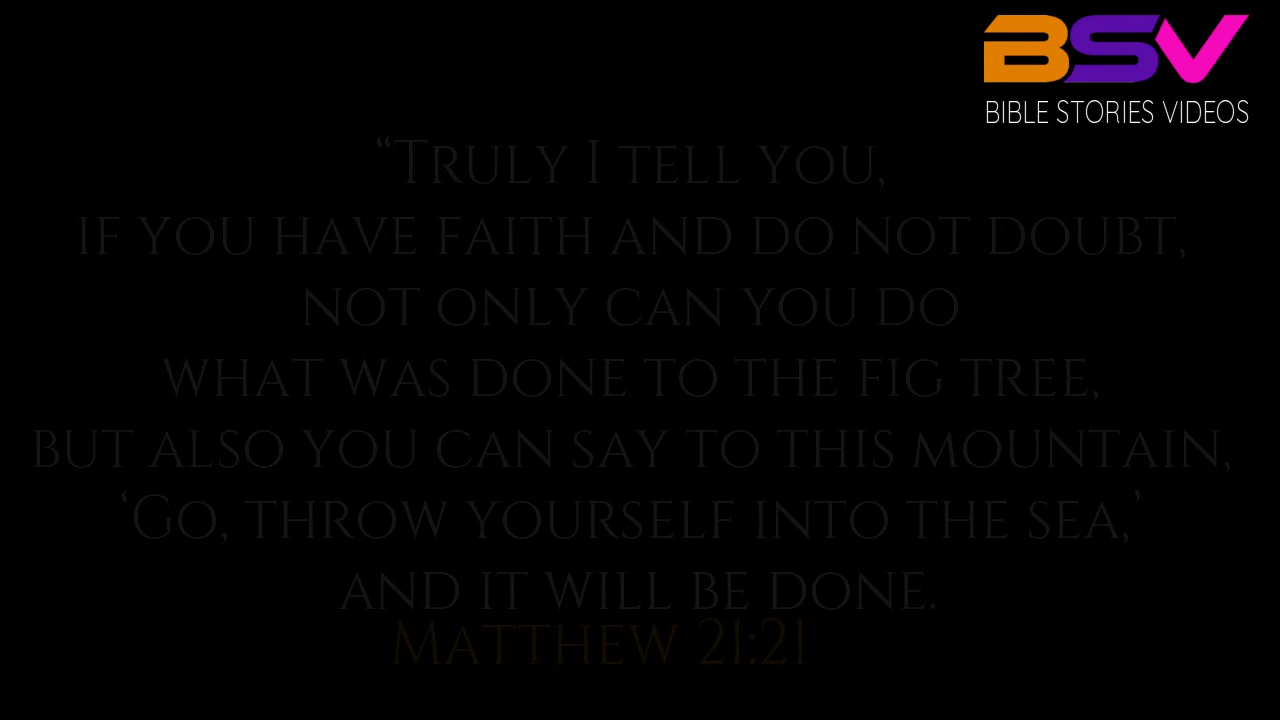 BSV
BIBLE STORIES VIDEOS
“Truly I tell you,
if you have faith and do not doubt,
not only can you do
what was done to the fig tree,
but also you can say to this mountain,
‘Go, throw yourself into the sea,’
and it will be done.
Matthew 21:21